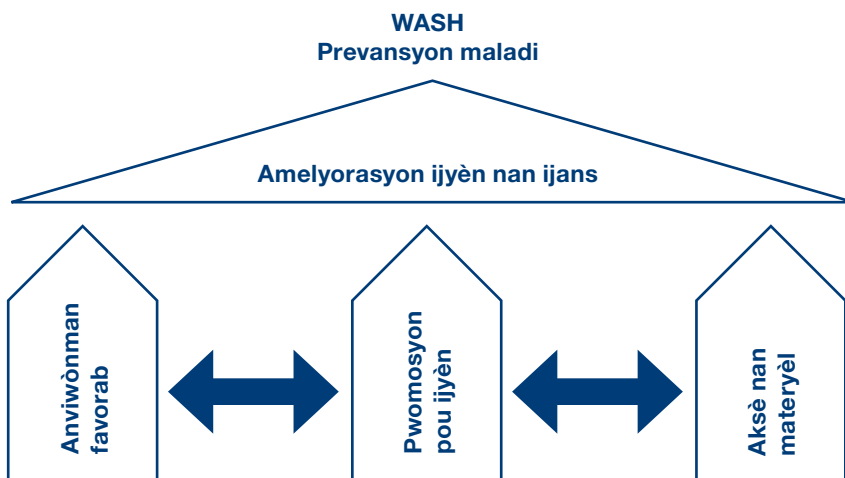 WASH
Prevansyon maladi
Amelyorasyon ijyèn nan ijans
Anviwònman
favorab
Pwomosyon
pou ijyèn
Aksè nan
materyèl